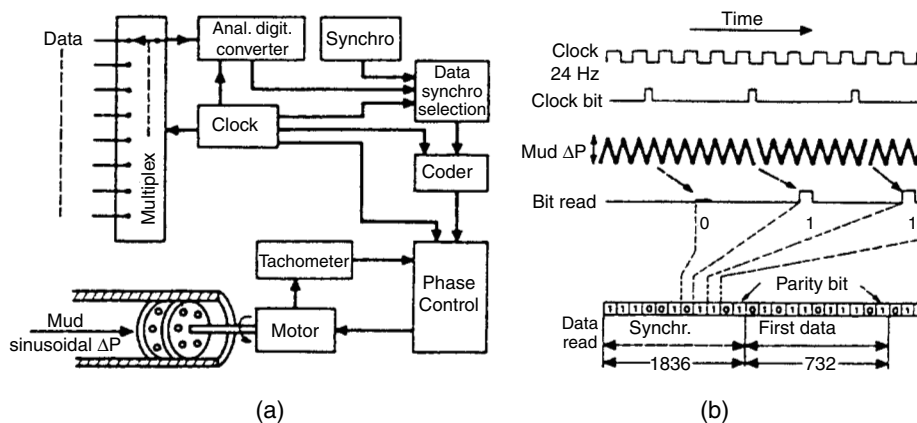 Data
Multiplex
Anal. digit.
converter
Synchro
Data
synchro
selection
Clock
Coder
Tachometer
Phase
Control
Motor
Mud
sinusoidal ΔP
(a)
Time
Clock
24 Hz
Clock bit
Mud ΔP
Bit read
0 1 1
Parity bit
Data
read
Synchr. First data
1836 732
(b)